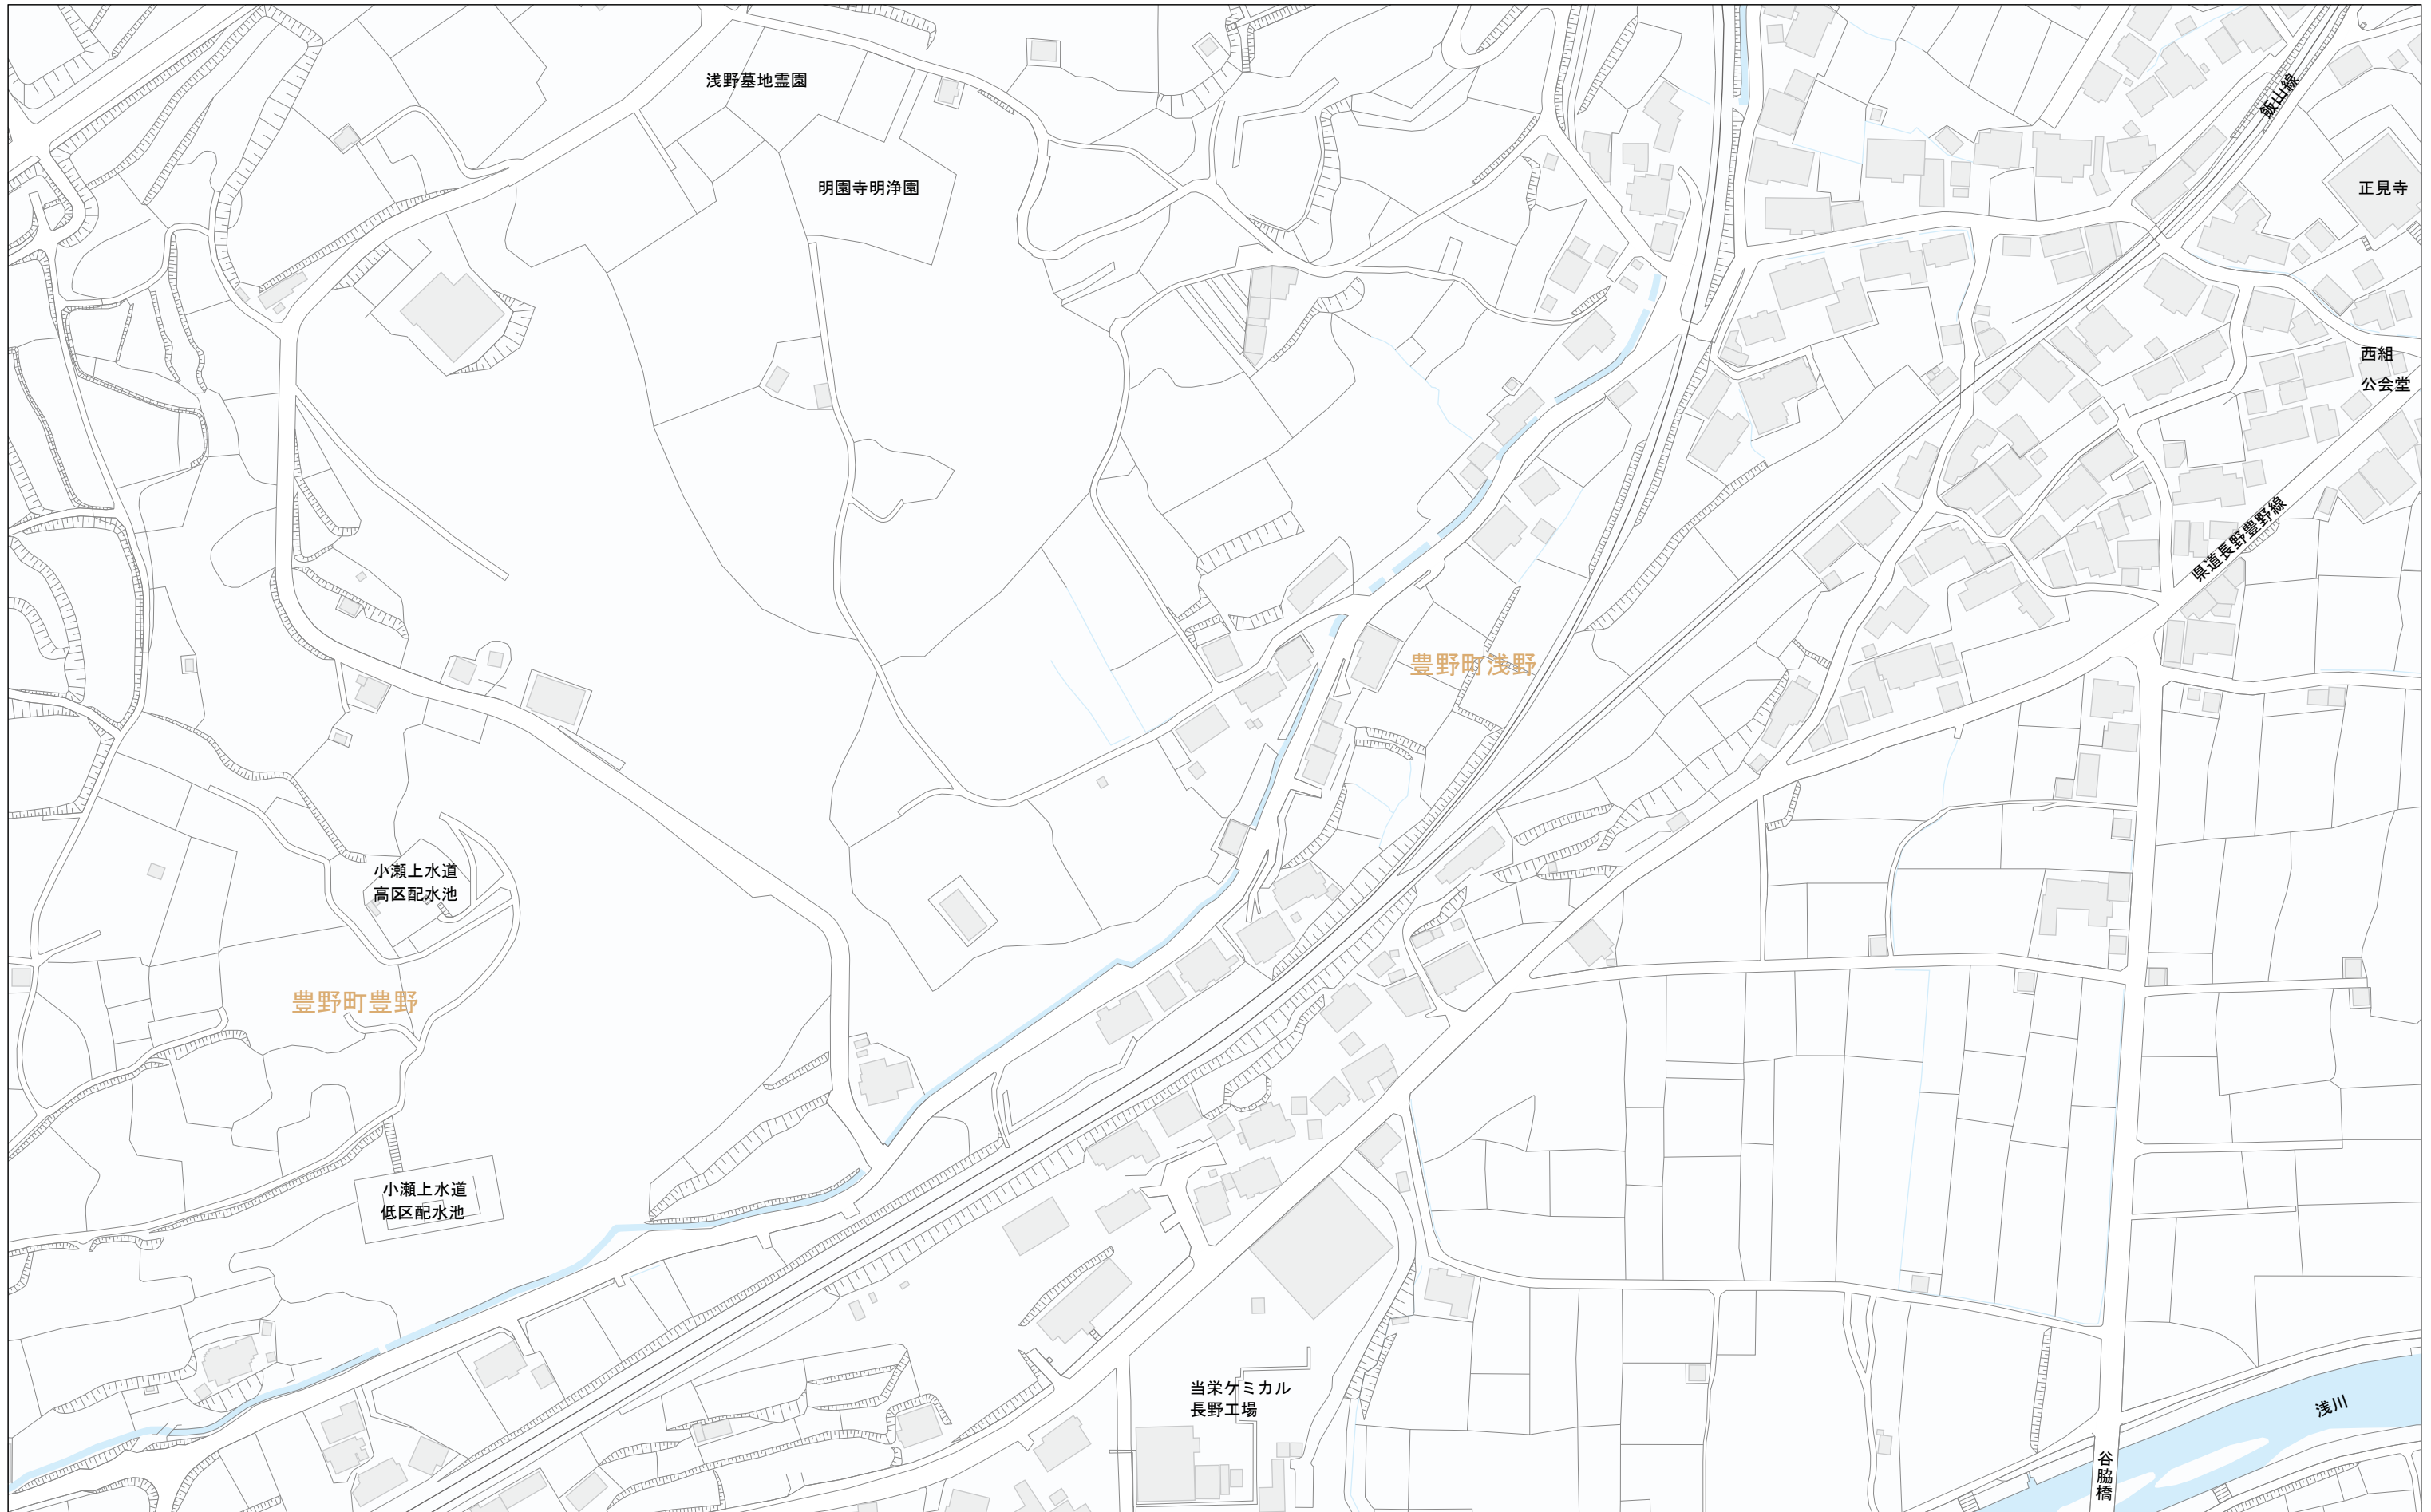 浅野墓地霊園
飯山線
明園寺明浄園
正見寺
西組
公会堂
県道長野豊野線
豊野町浅野
小瀬上水道
高区配水池
豊野町豊野
小瀬上水道
低区配水池
当栄ケミカル
長野工場
浅川
谷脇橋